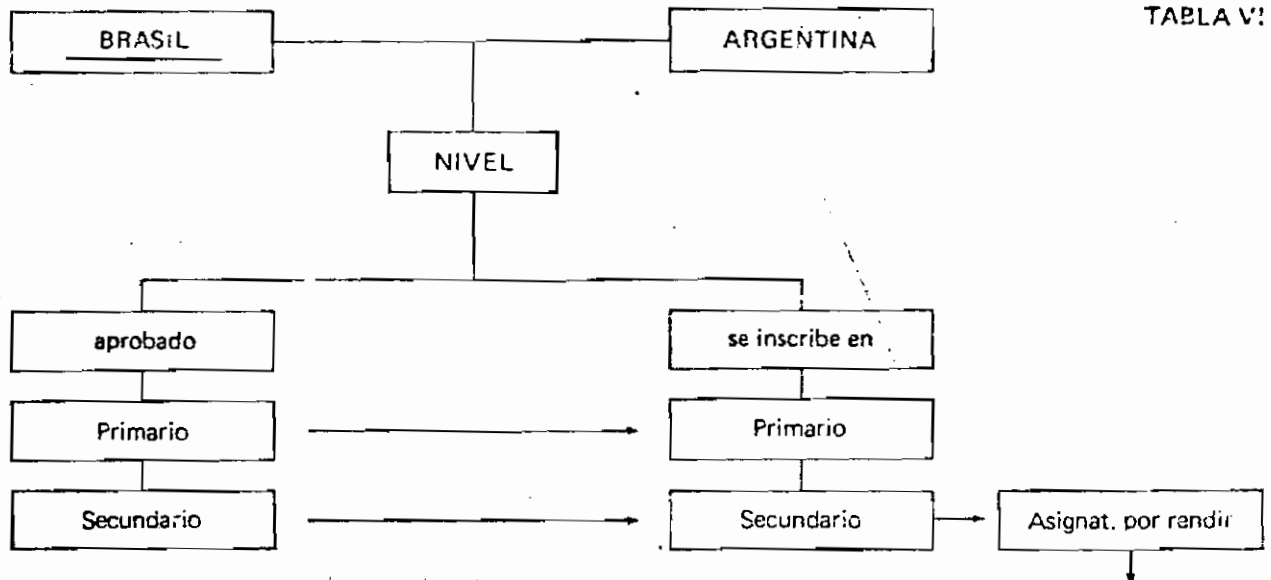 TABLA VI
BRASIL
ARGENTINA
NIVEL
aprobado
se inscribe en
Primario
Primario
Secundario
Secundario
Asignat. por rendir